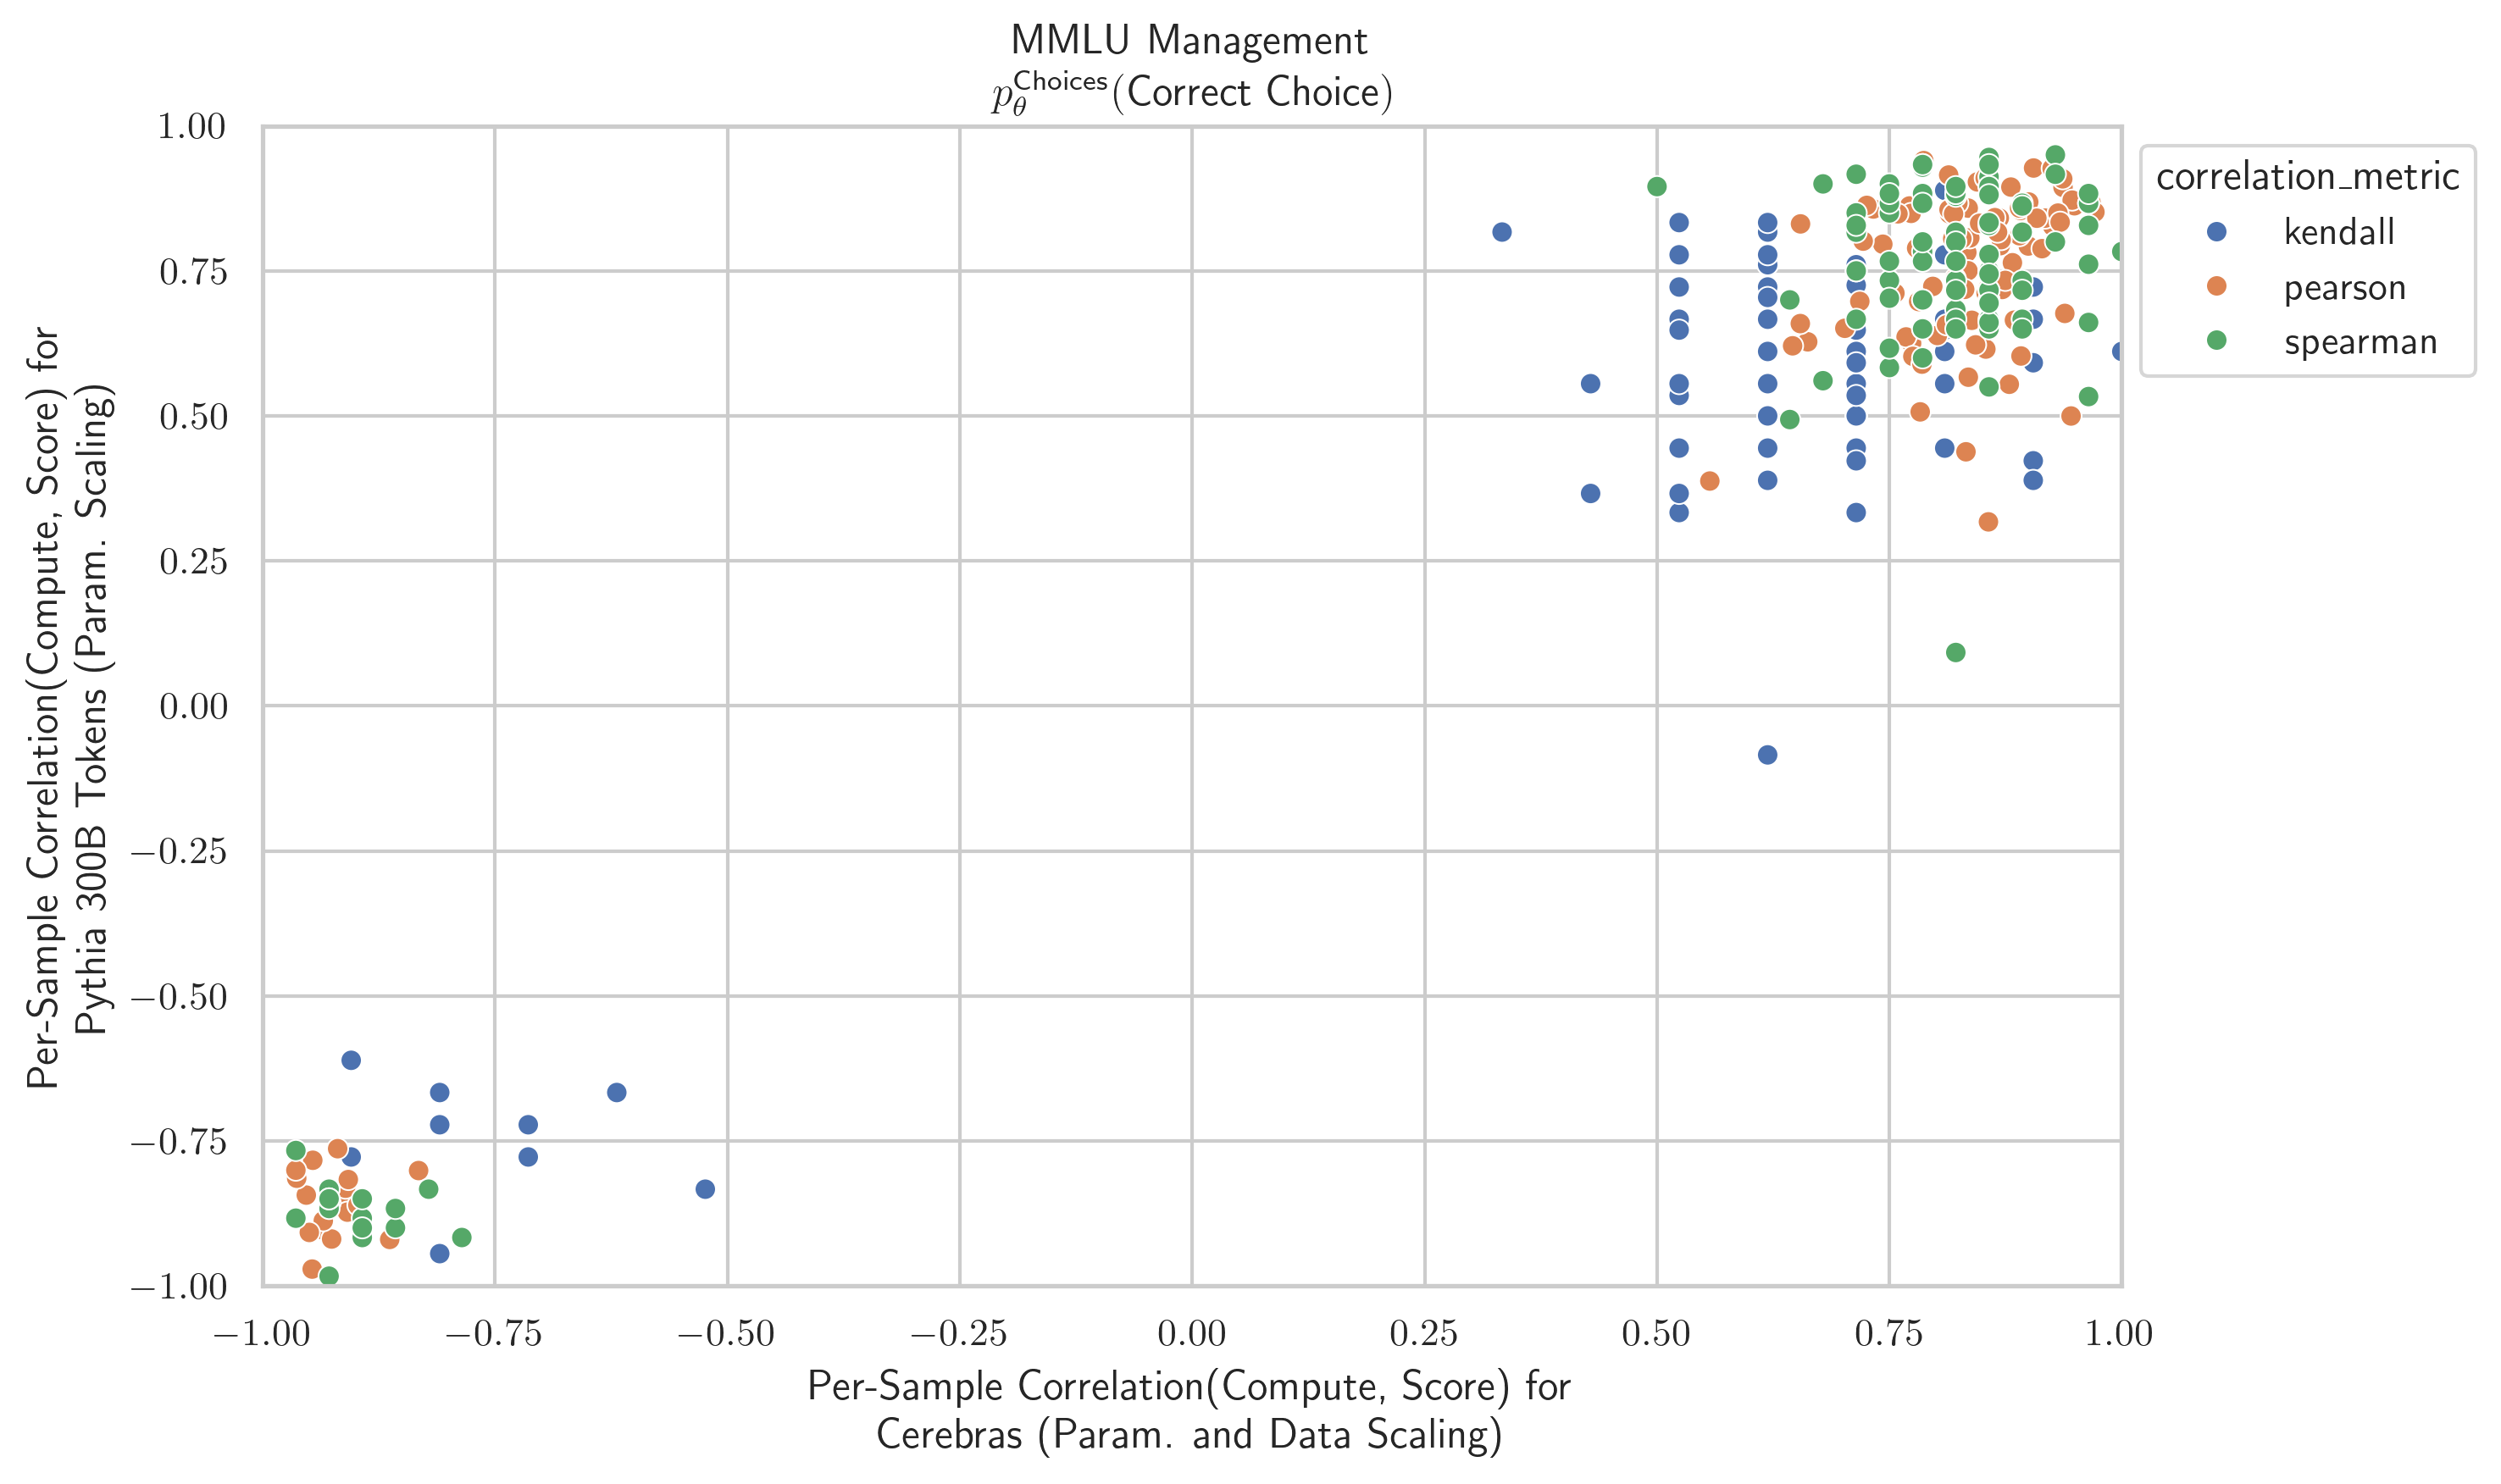 MMLU Management
p_θ^Choices(Correct Choice)
1.00
0.75
0.50
0.25
0.00
−0.25
−0.50
−0.75
−1.00
Per-Sample Correlation(Compute, Score) for
Pythia 300B Tokens (Param. Scaling)
−1.00 −0.75 −0.50 −0.25 0.00 0.25 0.50 0.75 1.00
Per-Sample Correlation(Compute, Score) for
Cerebras (Param. and Data Scaling)
correlation_metric
kendall
pearson
spearman